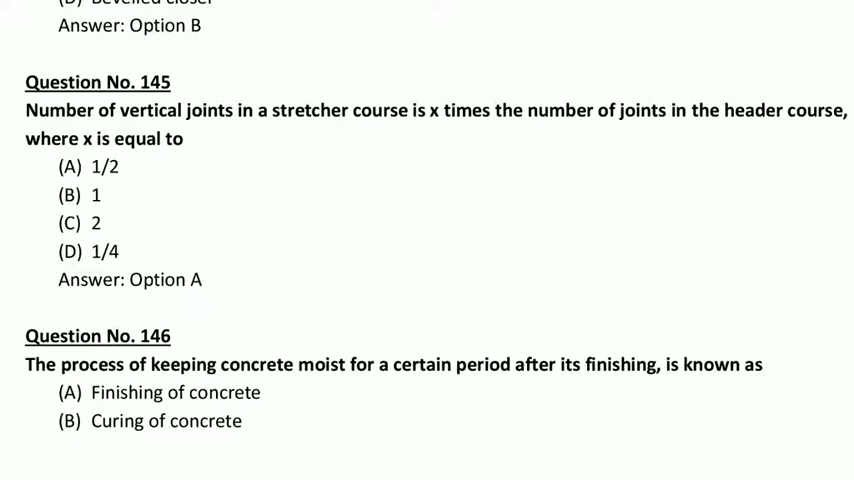 (D) Bevelled closer
Answer: Option B
Question No. 145
Number of vertical joints in a stretcher course is x times the number of joints in the header course,
where x is equal to
(A) 1/2
(B) 1
(C) 2
(D) 1/4
Answer: Option A
Question No. 146
The process of keeping concrete moist for a certain period after its finishing, is known as
(A) Finishing of concrete
(B) Curing of concrete